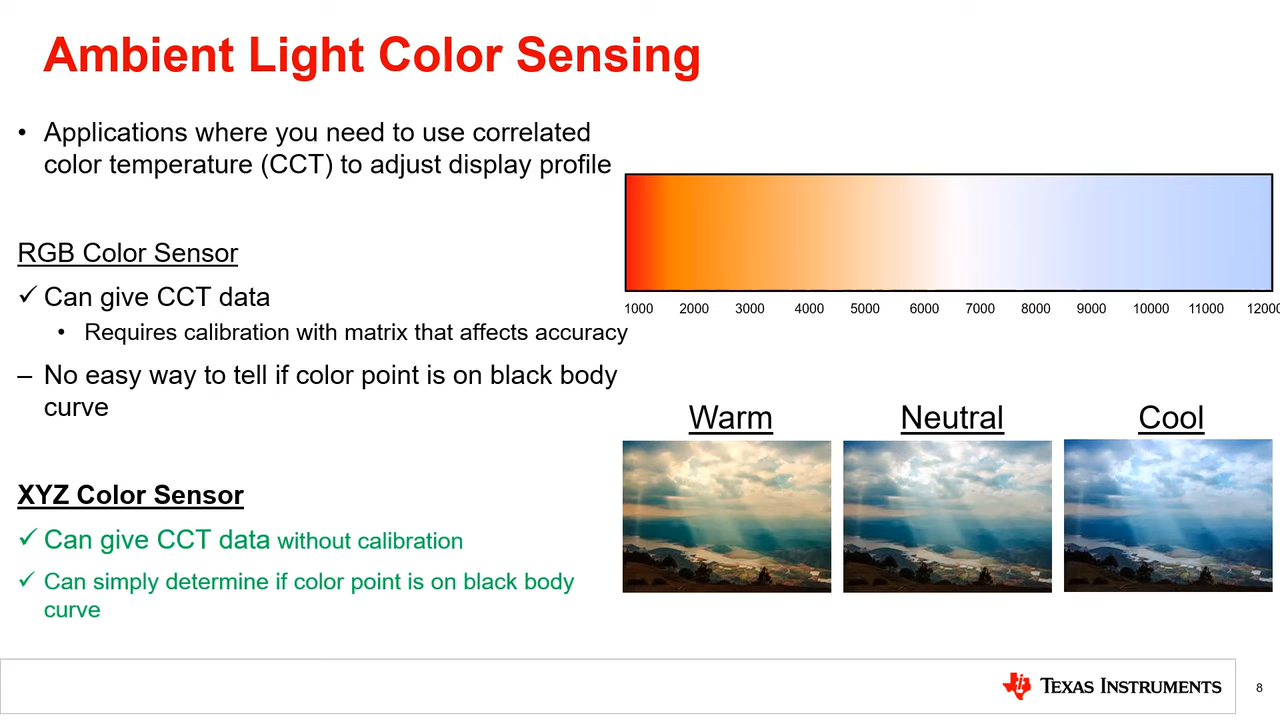 Ambient Light Color Sensing
• Applications where you need to use correlated
color temperature (CCT) to adjust display profile
RGB Color Sensor
✓ Can give CCT data
• Requires calibration with matrix that affects accuracy
– No easy way to tell if color point is on black body
curve
XYZ Color Sensor
✓ Can give CCT data without calibration
✓ Can simply determine if color point is on black body
curve
1000 2000 3000 4000 5000 6000 7000 8000 9000 10000 11000 12000
Warm Neutral Cool
TEXAS INSTRUMENTS
8